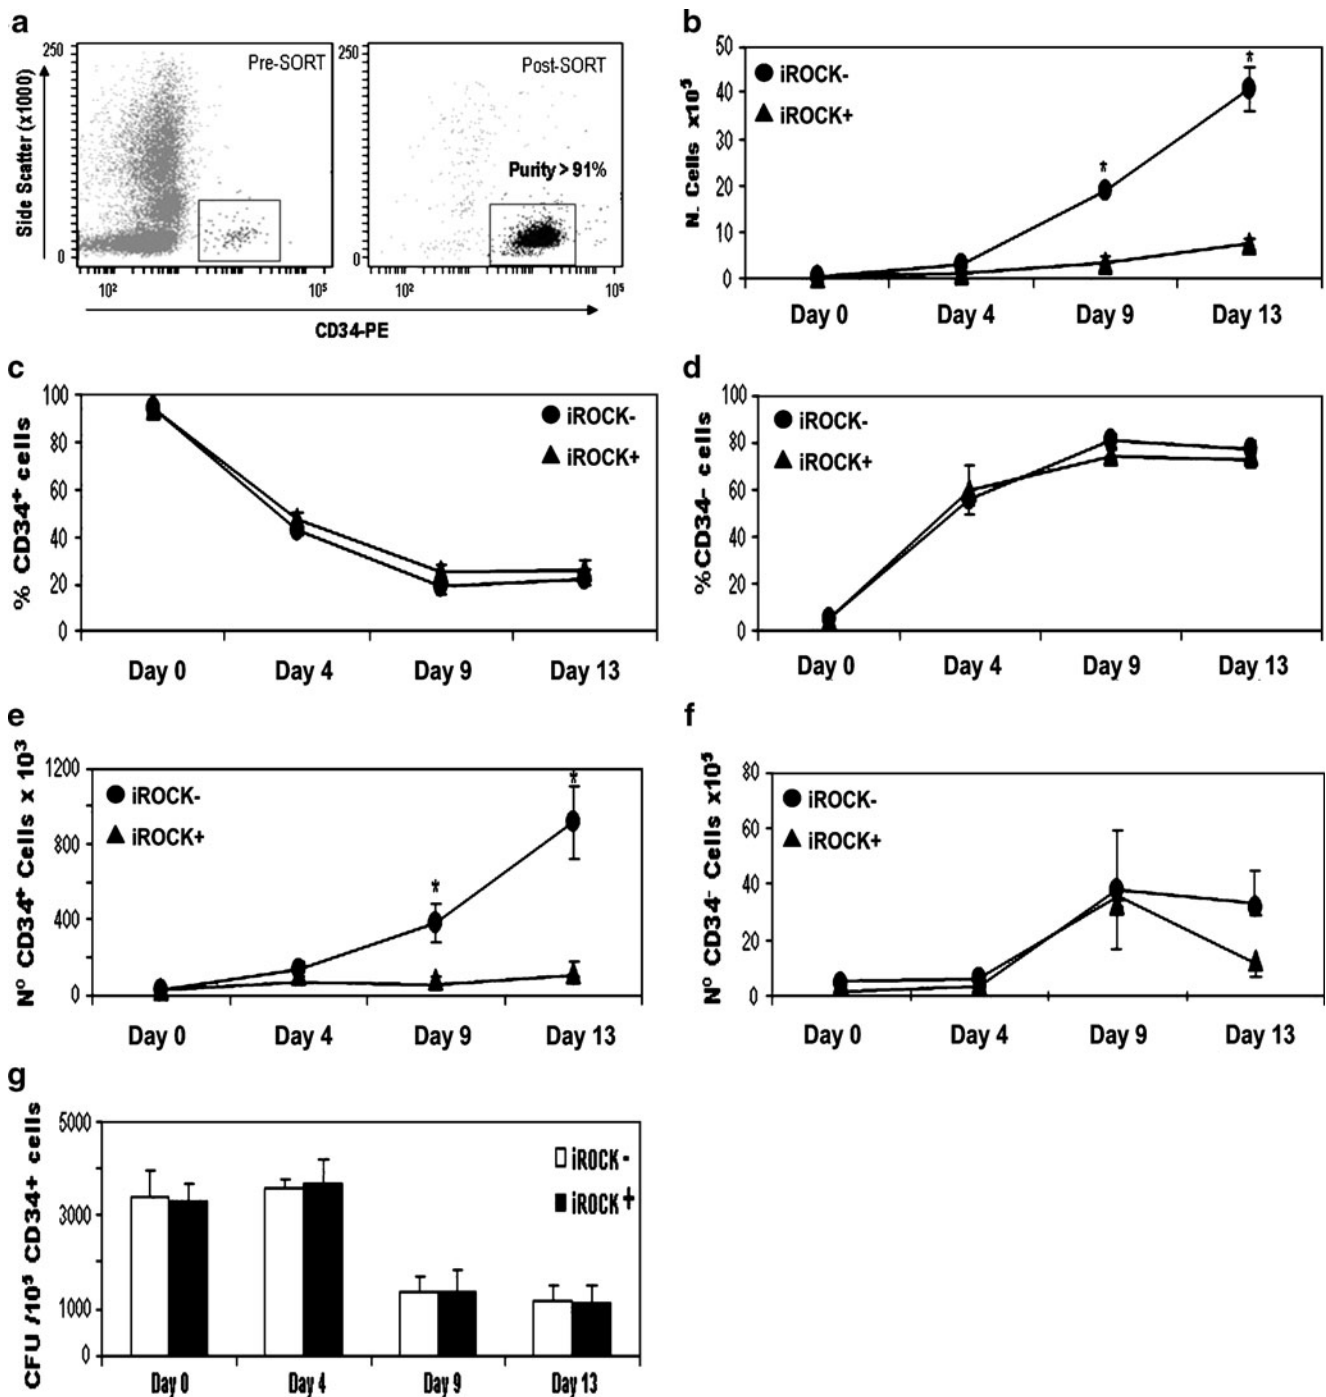 a
250
Side Scatter (x1000)
0
10²
10⁵
Pre-SORT
250
0
10²
10⁵
Post-SORT
Purity > 91%
CD34-PE
b
N. Cells x10⁵
50
40
30
20
10
0
iROCK-
iROCK+
*
*
Day 0 Day 4 Day 9 Day 13
c
% CD34⁺ cells
100
80
60
40
20
0
iROCK-
iROCK+
Day 0 Day 4 Day 9 Day 13
d
%CD34- cells
100
80
60
40
20
0
iROCK-
iROCK+
Day 0 Day 4 Day 9 Day 13
e
Nº CD34⁺ Cells x 10³
1200
800
400
0
iROCK-
iROCK+
*
*
Day 0 Day 4 Day 9 Day 13
f
Nº CD34⁻ Cells x10⁵
80
60
40
20
0
iROCK-
iROCK+
Day 0 Day 4 Day 9 Day 13
g
CFU /10⁵ CD34+ cells
5000
3000
1000
0
iROCK-
iROCK+
Day 0 Day 4 Day 9 Day 13